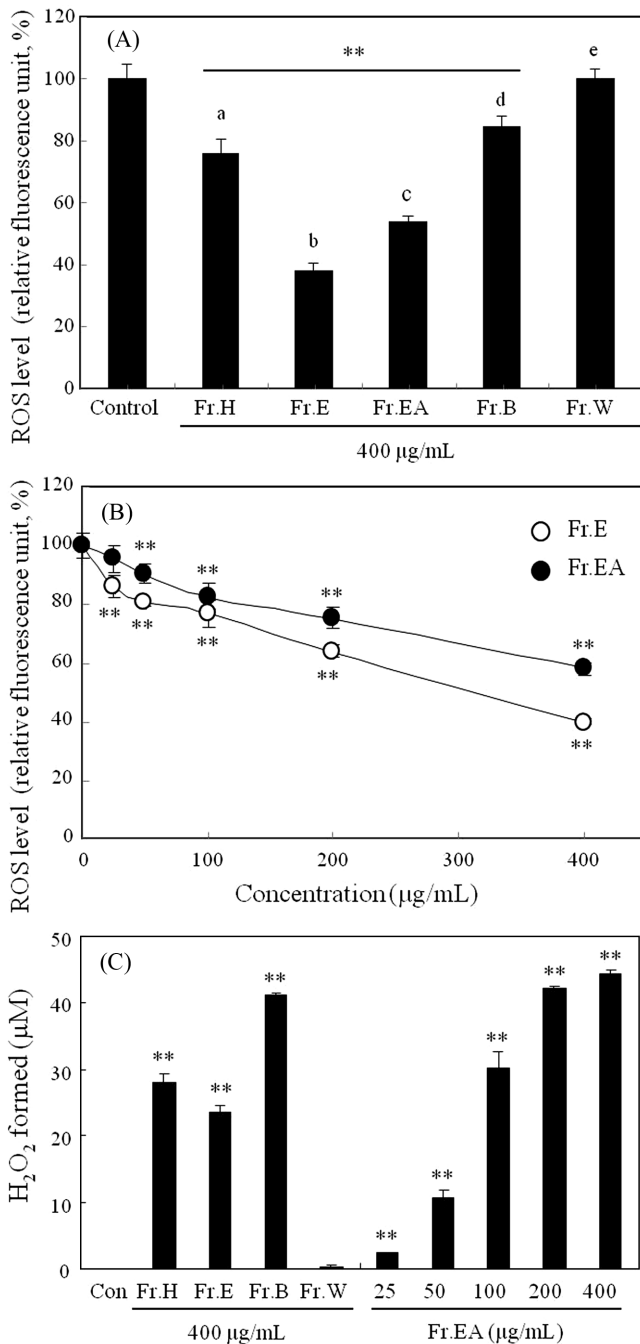 (A)
ROS level (relative fluorescence unit, %)
120
100
80
60
40
20
0
**
a
b
c
d
e
Control Fr.H Fr.E Fr.EA Fr.B Fr.W
400 μg/mL
(B)
ROS level (relative fluorescence unit, %)
120
100
80
60
40
20
0
Fr.E
Fr.EA
** ** ** **
** ** ** ** **
0 100 200 300 400
Concentration (μg/mL)
(C)
H₂O₂ formed (μM)
50
40
30
20
10
0
** ** ** ** ** ** ** **
Con Fr.H Fr.E Fr.B Fr.W 25 50 100 200 400
400 μg/mL Fr.EA (μg/mL)